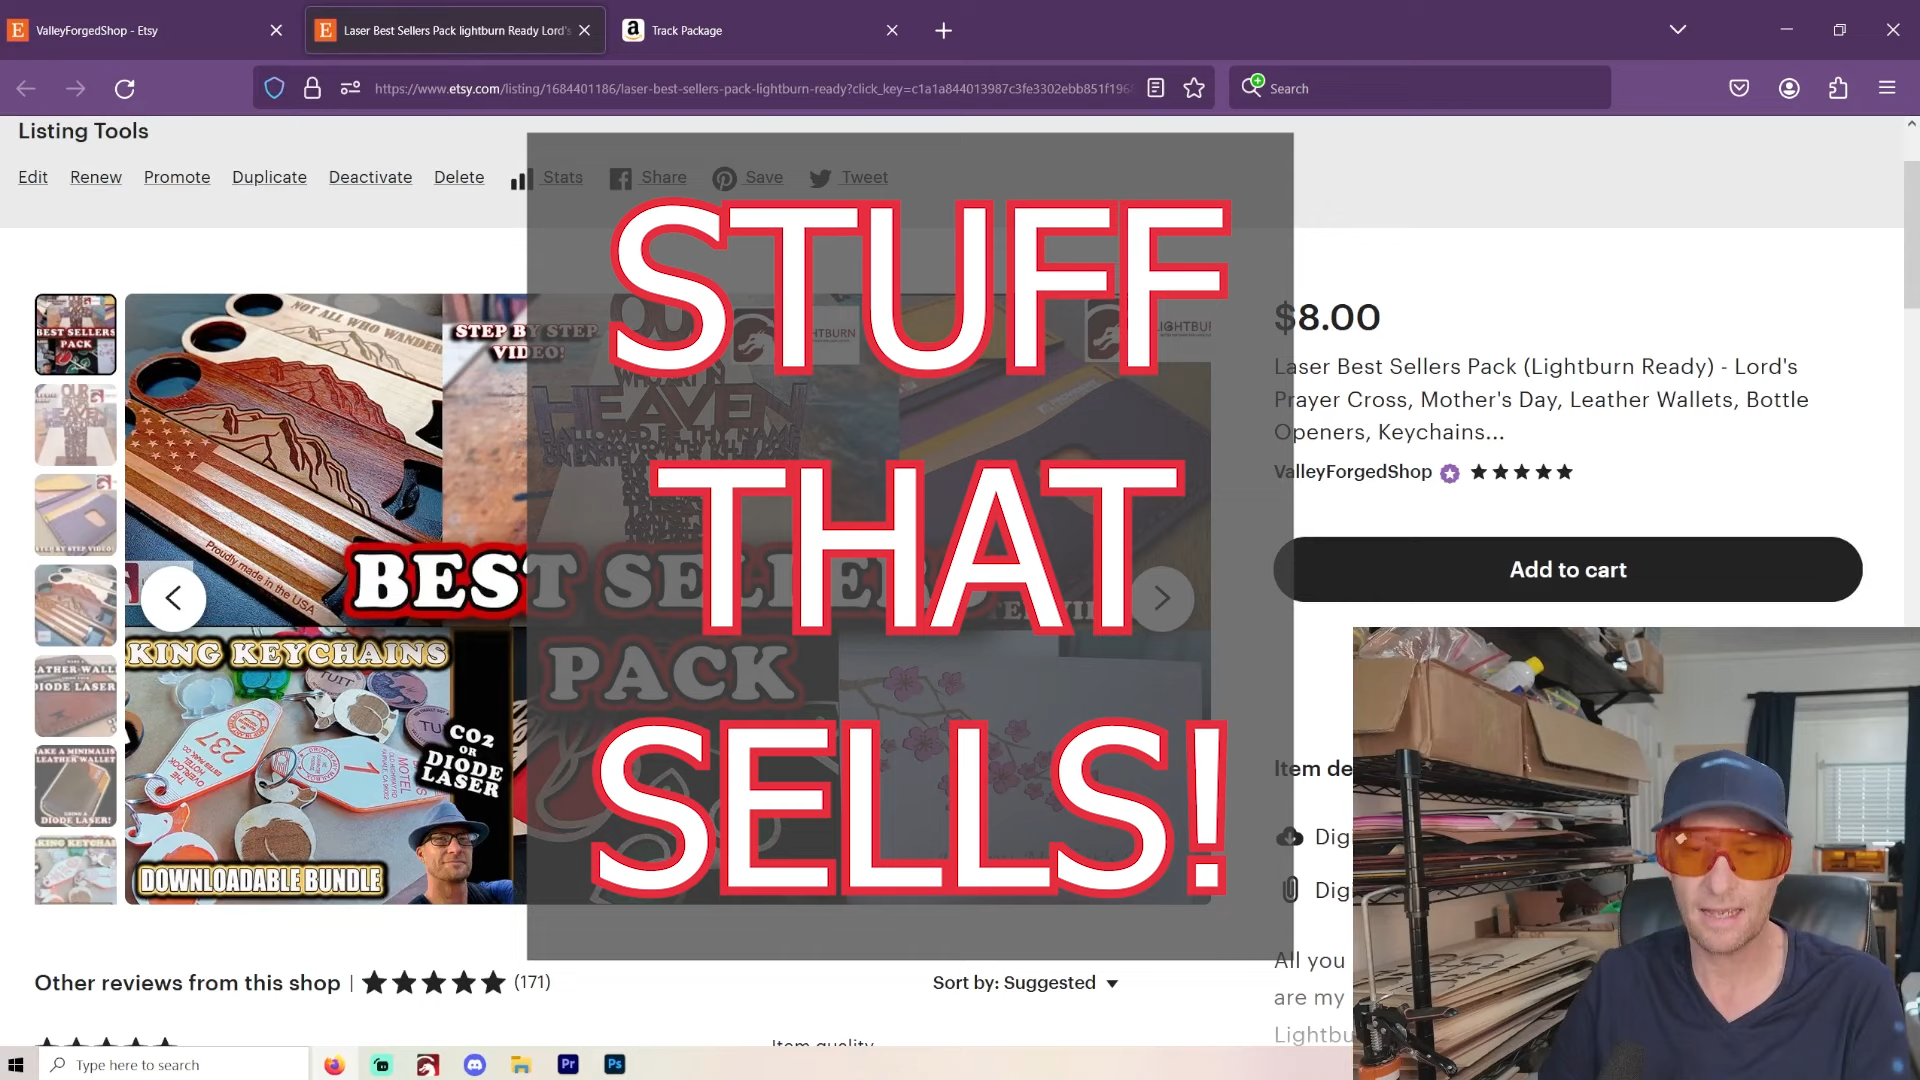 ValleyForgedShop - Etsy
Laser Best Sellers Pack lightburn Ready Lord's
Track Package
https://www.etsy.com/listing/1684401186/laser-best-sellers-pack-lightburn-ready?click_key=c1a1a844013987c3fe3302ebb851f196
Search
Listing Tools
Edit Renew Promote Duplicate Deactivate Delete Stats Share Save Tweet
STUFF
THAT
SELLS!
NOT ALL WHO WANDER
STEP BY STEP
VIDEO!
HEAVEN
Proudly made in the USA
BEST SELLERS
PACK
KING KEYCHAINS
CO2
OR
DIODE
LASER
DOWNLOADABLE BUNDLE
$8.00
Laser Best Sellers Pack (Lightburn Ready) - Lord's
Prayer Cross, Mother's Day, Leather Wallets, Bottle
Openers, Keychains...
ValleyForgedShop
Add to cart
Item de
Dig
Dig
All you
are my
Lightbu
Other reviews from this shop | (171)
Sort by: Suggested
Item quality
Type here to search